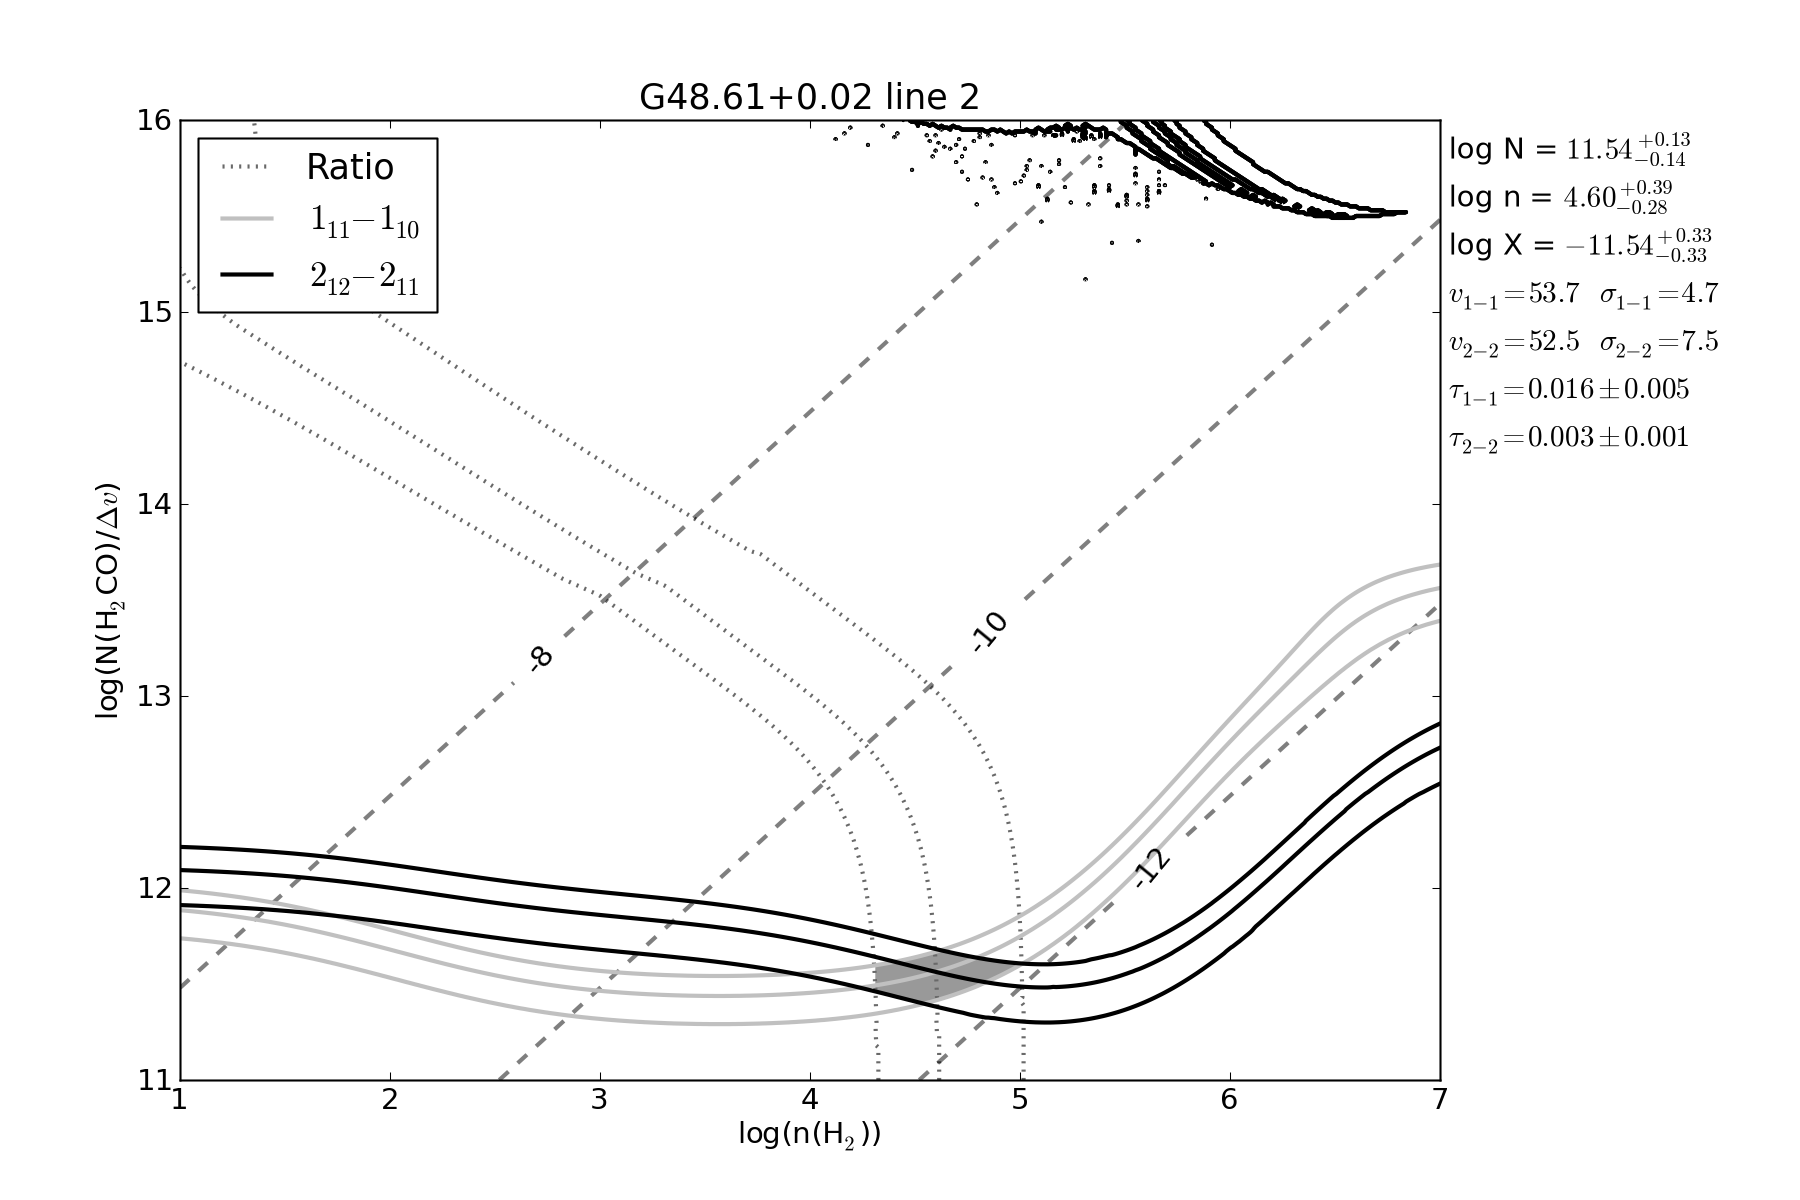 G48.61+0.02 line 2
16
15
14
13
12
11
log(N(H₂CO)/Δv)
Ratio
1₁₁−1₁₀
2₁₂−2₁₁
-8
-10
-12
1 2 3 4 5 6 7
log(n(H₂))
log N = 11.54 +0.13 −0.14
log n = 4.60 +0.39 −0.28
log X = −11.54 +0.33 −0.33
v₁₋₁=53.7 σ₁₋₁=4.7
v₂₋₂=52.5 σ₂₋₂=7.5
τ₁₋₁=0.016±0.005
τ₂₋₂=0.003±0.001